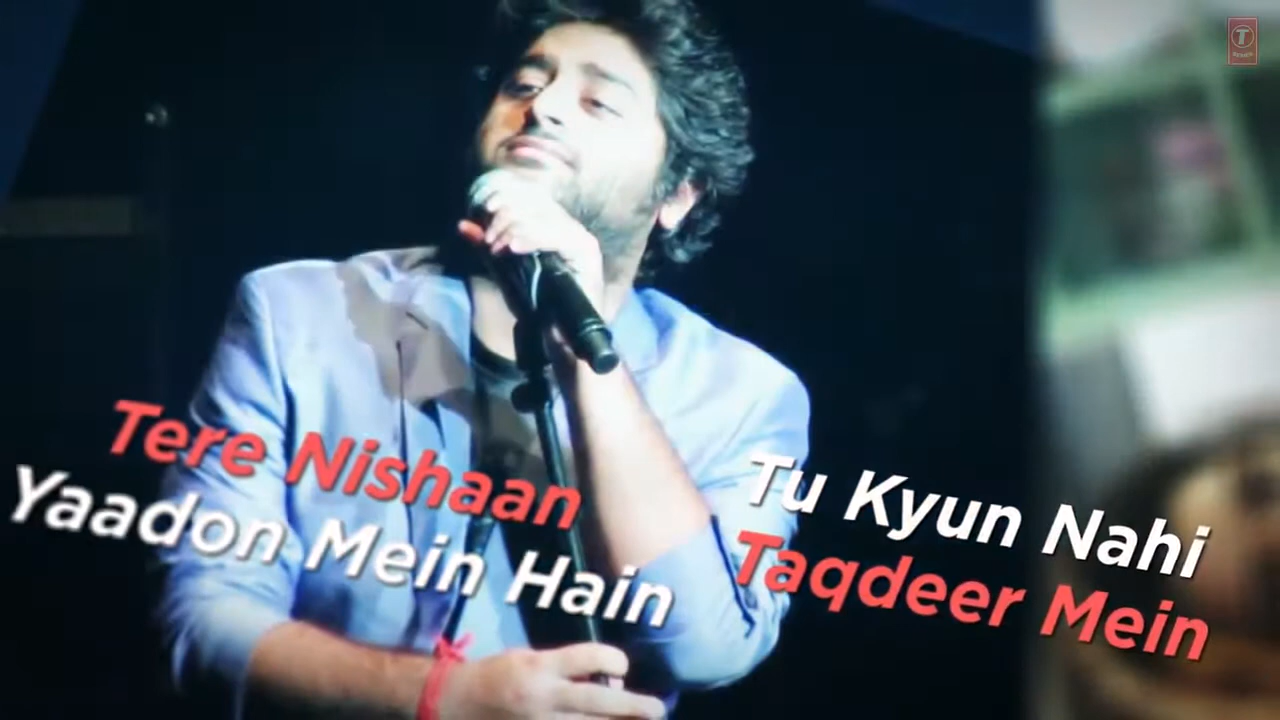 Tere Nishaan
Yaadon Mein Hain
Tu Kyun Nahi
Taqdeer Mein
T